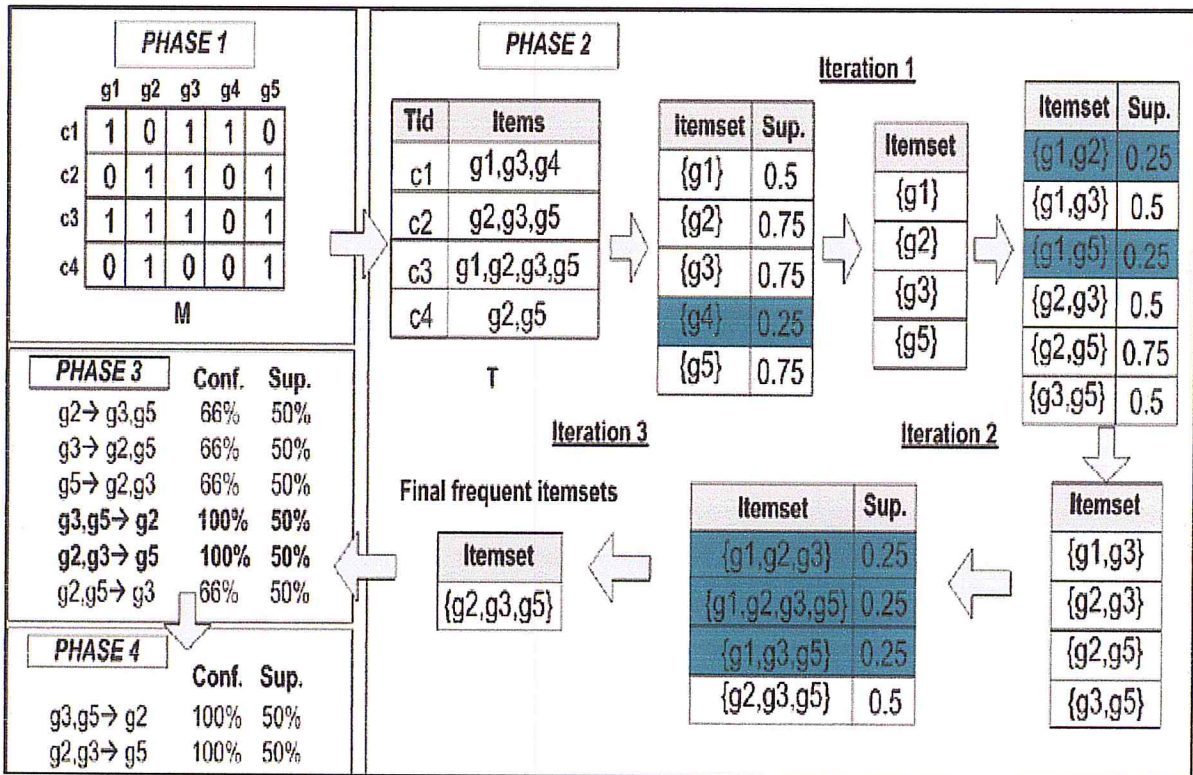 PHASE 1
g1 g2 g3 g4 g5
c1 1 0 1 1 0
c2 0 1 1 0 1
c3 1 1 1 0 1
c4 0 1 0 0 1
M
PHASE 2
Iteration 1
TId Items
c1 g1,g3,g4
c2 g2,g3,g5
c3 g1,g2,g3,g5
c4 g2,g5
T
Itemset Sup.
{g1} 0.5
{g2} 0.75
{g3} 0.75
{g4} 0.25
{g5} 0.75
Itemset
{g1}
{g2}
{g3}
{g5}
Itemset Sup.
{g1,g2} 0.25
{g1,g3} 0.5
{g1,g5} 0.25
{g2,g3} 0.5
{g2,g5} 0.75
{g3,g5} 0.5
Iteration 2
Itemset
{g1,g3}
{g2,g3}
{g2,g5}
{g3,g5}
Itemset Sup.
{g1,g2,g3} 0.25
{g1,g2,g3,g5} 0.25
{g1,g3,g5} 0.25
{g2,g3,g5} 0.5
Iteration 3
Final frequent itemsets
Itemset
{g2,g3,g5}
PHASE 3 Conf. Sup.
g2→ g3,g5 66% 50%
g3→ g2,g5 66% 50%
g5→ g2,g3 66% 50%
g3,g5→ g2 100% 50%
g2,g3→ g5 100% 50%
g2,g5→ g3 66% 50%
PHASE 4
Conf. Sup.
g3,g5→ g2 100% 50%
g2,g3→ g5 100% 50%